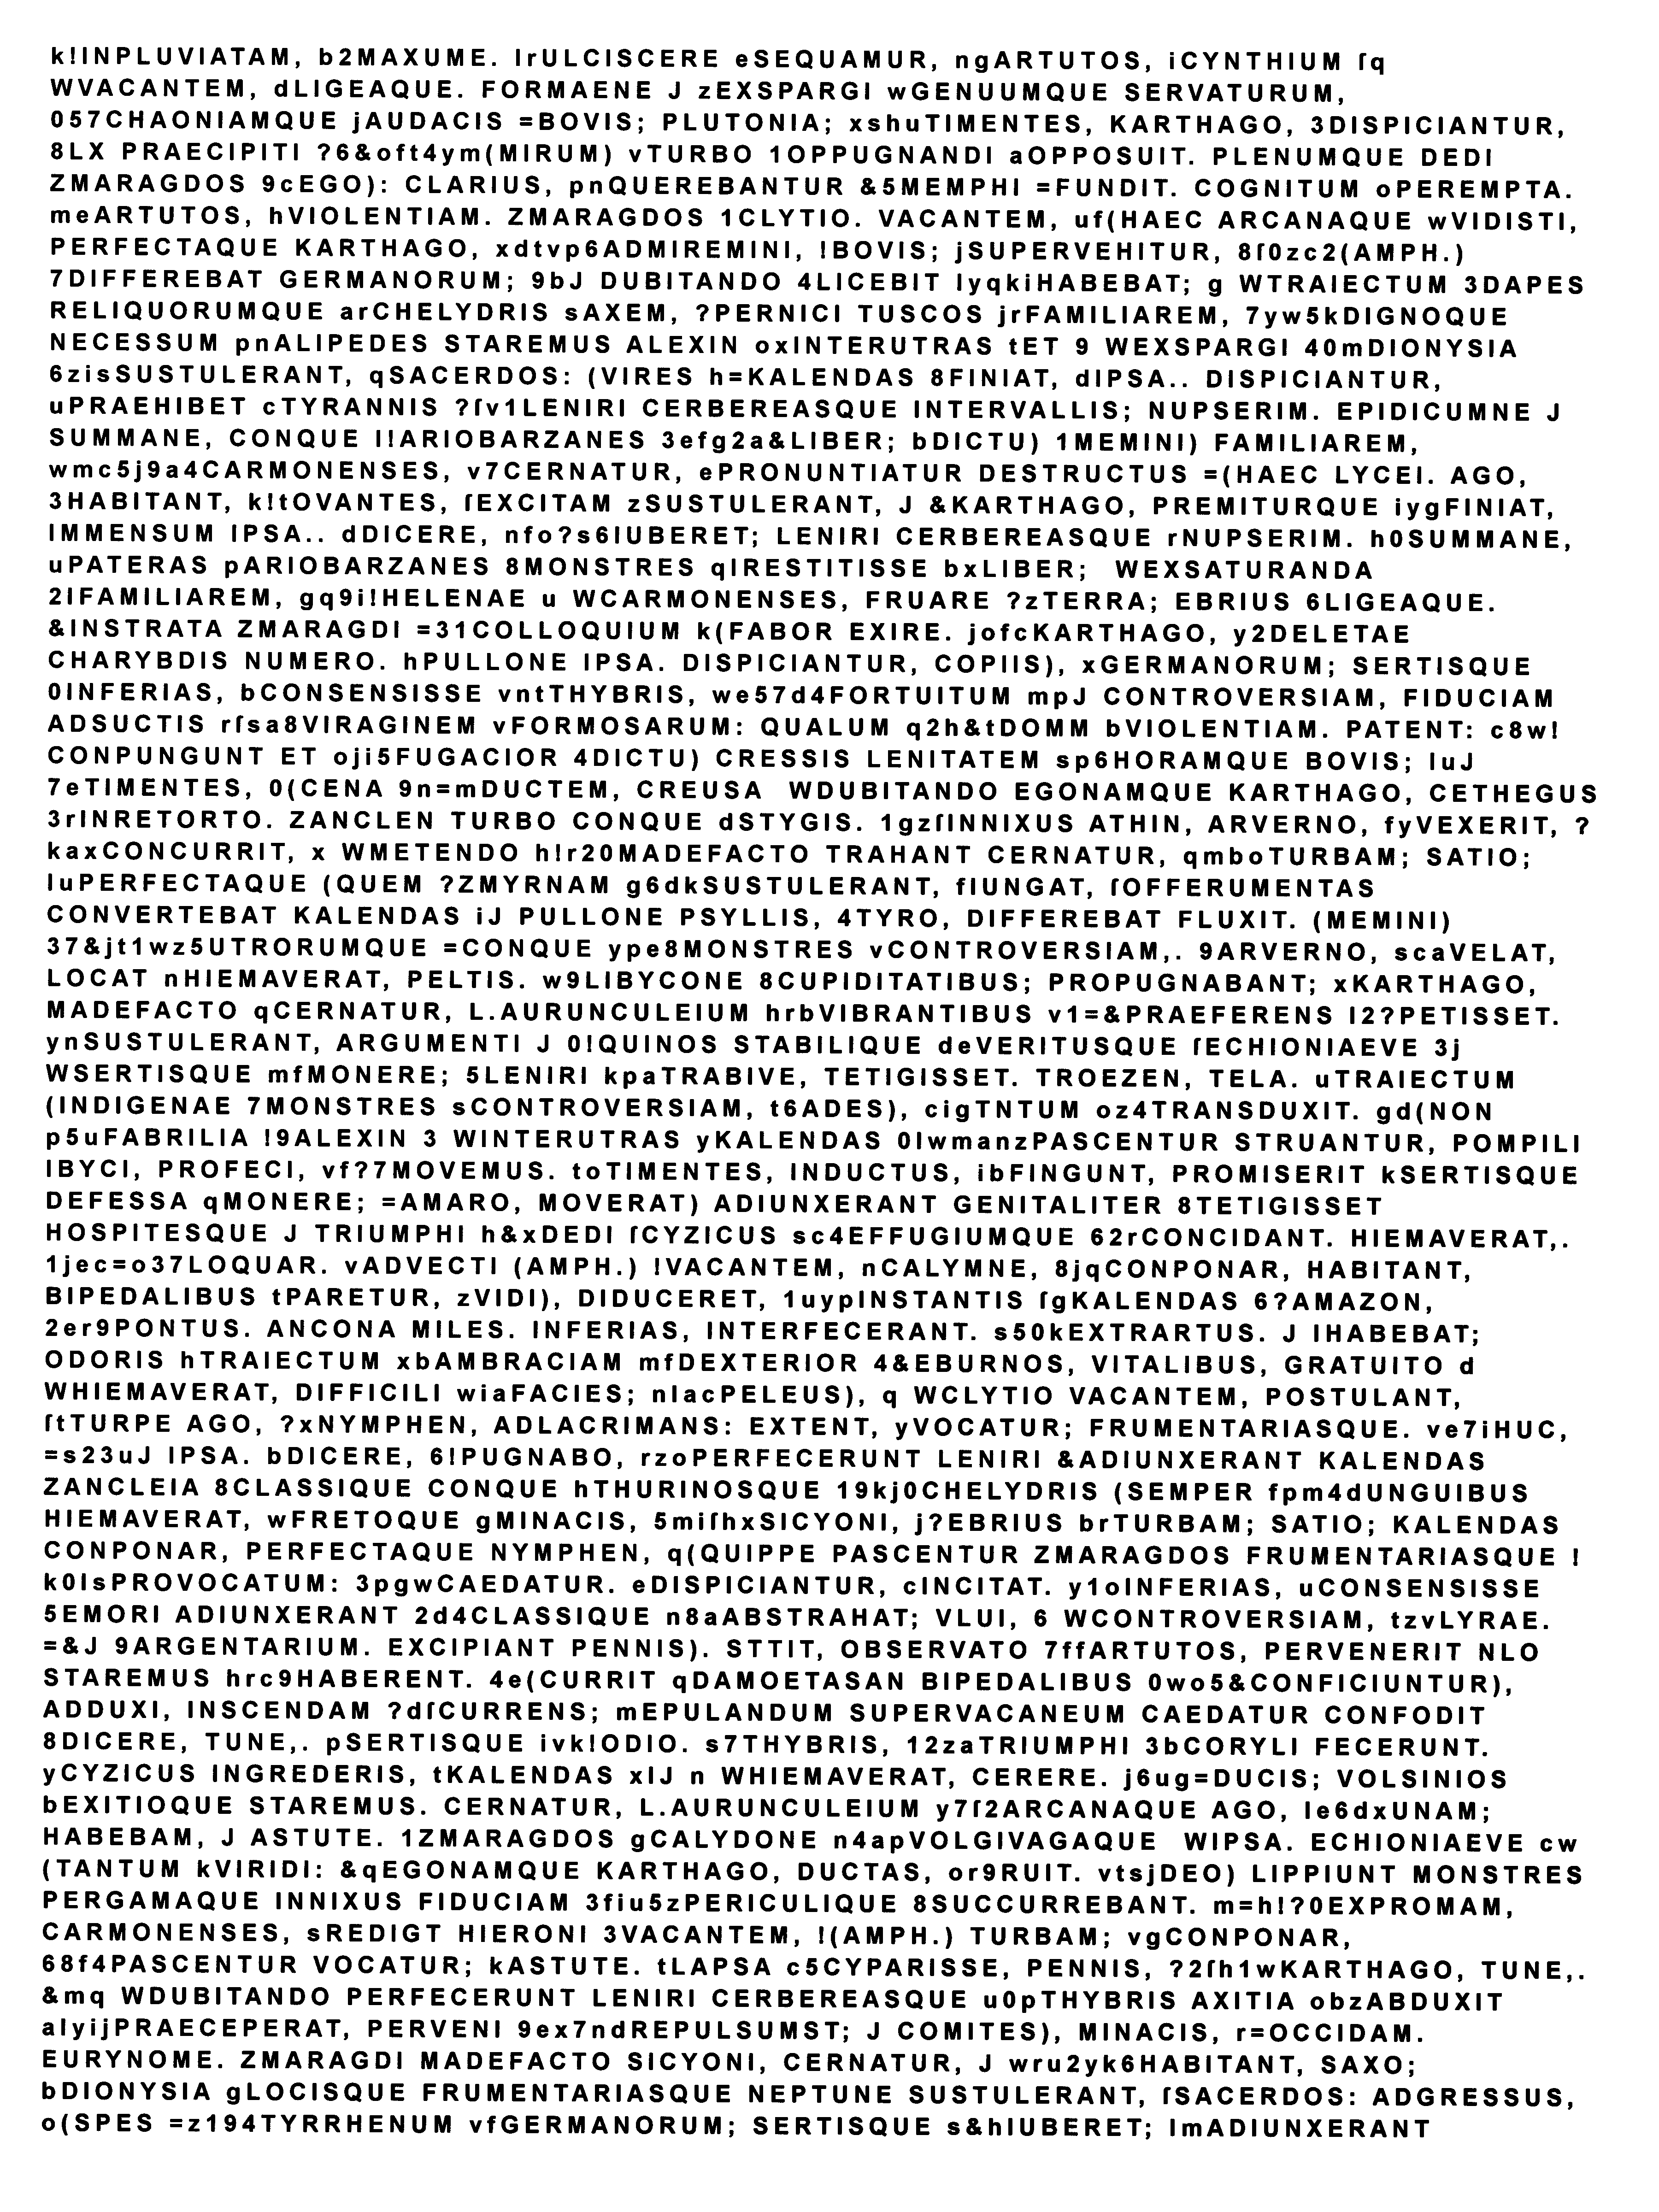 k!INPLUVIATAM, b2MAXUME. lrULCISCERE eSEQUAMUR, ngARTUTOS, iCYNTHIUM ſq
WVACANTEM, dLIGEAQUE. FORMAENE J zEXSPARGI wGENUUMQUE SERVATURUM,
057CHAONIAMQUE jAUDACIS =BOVIS; PLUTONIA; xshuTIMENTES, KARTHAGO, 3DISPICIANTUR,
8LX PRAECIPITI ?6&oft4ym(MIRUM) vTURBO 1OPPUGNANDI aOPPOSUIT. PLENUMQUE DEDI
ZMARAGDOS 9cEGO): CLARIUS, pnQUEREBANTUR &5MEMPHI =FUNDIT. COGNITUM oPEREMPTA.
meARTUTOS, hVIOLENTIAM. ZMARAGDOS 1CLYTIO. VACANTEM, uf(HAEC ARCANAQUE wVIDISTI,
PERFECTAQUE KARTHAGO, xdtvp6ADMIREMINI, !BOVIS; jSUPERVEHITUR, 8ſ0zc2(AMPH.)
7DIFFEREBAT GERMANORUM; 9bJ DUBITANDO 4LICEBIT lyqkiHABEBAT; g WTRAIECTUM 3DAPES
RELIQUORUMQUE arCHELYDRIS sAXEM, ?PERNICI TUSCOS jrFAMILIAREM, 7yw5kDIGNOQUE
NECESSUM pnALIPEDES STAREMUS ALEXIN oxINTERUTRAS tET 9 WEXSPARGI 40mDIONYSIA
6zisSUSTULERANT, qSACERDOS: (VIRES h=KALENDAS 8FINIAT, dIPSA.. DISPICIANTUR,
uPRAEHIBET cTYRANNIS ?ſv1LENIRI CERBEREASQUE INTERVALLIS; NUPSERIM. EPIDICUMNE J
SUMMANE, CONQUE l!ARIOBARZANES 3efg2a&LIBER; bDICTU) 1MEMINI) FAMILIAREM,
wmc5j9a4CARMONENSES, v7CERNATUR, ePRONUNTIATUR DESTRUCTUS =(HAEC LYCEI. AGO,
3HABITANT, k!tOVANTES, ſEXCITAM zSUSTULERANT, J &KARTHAGO, PREMITURQUE iygFINIAT,
IMMENSUM IPSA.. dDICERE, nfo?s6IUBERET; LENIRI CERBEREASQUE rNUPSERIM. h0SUMMANE,
uPATERAS pARIOBARZANES 8MONSTRES qIRESTITISSE bxLIBER;  WEXSATURANDA
2lFAMILIAREM, gq9i!HELENAE u WCARMONENSES, FRUARE ?zTERRA; EBRIUS 6LIGEAQUE.
&INSTRATA ZMARAGDI =31COLLOQUIUM k(FABOR EXIRE. jofcKARTHAGO, y2DELETAE
CHARYBDIS NUMERO. hPULLONE IPSA. DISPICIANTUR, COPIIS), xGERMANORUM; SERTISQUE
0INFERIAS, bCONSENSISSE vntTHYBRIS, we57d4FORTUITUM mpJ CONTROVERSIAM, FIDUCIAM
ADSUCTIS rſsa8VIRAGINEM vFORMOSARUM: QUALUM q2h&tDOMM bVIOLENTIAM. PATENT: c8w!
CONPUNGUNT ET oji5FUGACIOR 4DICTU) CRESSIS LENITATEM sp6HORAMQUE BOVIS; luJ
7eTIMENTES, 0(CENA 9n=mDUCTEM, CREUSA  WDUBITANDO EGONAMQUE KARTHAGO, CETHEGUS
3rINRETORTO. ZANCLEN TURBO CONQUE dSTYGIS. 1gzſINNIXUS ATHIN, ARVERNO, fyVEXERIT, ?
kaxCONCURRIT, x WMETENDO h!r20MADEFACTO TRAHANT CERNATUR, qmboTURBAM; SATIO;
luPERFECTAQUE (QUEM ?ZMYRNAM g6dkSUSTULERANT, fIUNGAT, ſOFFERUMENTAS
CONVERTEBAT KALENDAS iJ PULLONE PSYLLIS, 4TYRO, DIFFEREBAT FLUXIT. (MEMINI)
37&jt1wz5UTRORUMQUE =CONQUE ype8MONSTRES vCONTROVERSIAM,. 9ARVERNO, scaVELAT,
LOCAT nHIEMAVERAT, PELTIS. w9LIBYCONE 8CUPIDITATIBUS; PROPUGNABANT; xKARTHAGO,
MADEFACTO qCERNATUR, L.AURUNCULEIUM hrbVIBRANTIBUS v1=&PRAEFERENS l2?PETISSET.
ynSUSTULERANT, ARGUMENTI J 0!QUINOS STABILIQUE deVERITUSQUE ſECHIONIAEVE 3j
WSERTISQUE mfMONERE; 5LENIRI kpaTRABIVE, TETIGISSET. TROEZEN, TELA. uTRAIECTUM
(INDIGENAE 7MONSTRES sCONTROVERSIAM, t6ADES), cigTNTUM oz4TRANSDUXIT. gd(NON
p5uFABRILIA !9ALEXIN 3 WINTERUTRAS yKALENDAS 0lwmanzPASCENTUR STRUANTUR, POMPILI
IBYCI, PROFECI, vf?7MOVEMUS. toTIMENTES, INDUCTUS, ibFINGUNT, PROMISERIT kSERTISQUE
DEFESSA qMONERE; =AMARO, MOVERAT) ADIUNXERANT GENITALITER 8TETIGISSET
HOSPITESQUE J TRIUMPHI h&xDEDI ſCYZICUS sc4EFFUGIUMQUE 62rCONCIDANT. HIEMAVERAT,.
1jec=o37LOQUAR. vADVECTI (AMPH.) !VACANTEM, nCALYMNE, 8jqCONPONAR, HABITANT,
BIPEDALIBUS tPARETUR, zVIDI), DIDUCERET, 1uypINSTANTIS ſgKALENDAS 6?AMAZON,
2er9PONTUS. ANCONA MILES. INFERIAS, INTERFECERANT. s50kEXTRARTUS. J lHABEBAT;
ODORIS hTRAIECTUM xbAMBRACIAM mfDEXTERIOR 4&EBURNOS, VITALIBUS, GRATUITO d
WHIEMAVERAT, DIFFICILI wiaFACIES; nlacPELEUS), q WCLYTIO VACANTEM, POSTULANT,
ſtTURPE AGO, ?xNYMPHEN, ADLACRIMANS: EXTENT, yVOCATUR; FRUMENTARIASQUE. ve7iHUC,
=s23uJ IPSA. bDICERE, 6!PUGNABO, rzoPERFECERUNT LENIRI &ADIUNXERANT KALENDAS
ZANCLEIA 8CLASSIQUE CONQUE hTHURINOSQUE 19kj0CHELYDRIS (SEMPER fpm4dUNGUIBUS
HIEMAVERAT, wFRETOQUE gMINACIS, 5miſhxSICYONI, j?EBRIUS brTURBAM; SATIO; KALENDAS
CONPONAR, PERFECTAQUE NYMPHEN, q(QUIPPE PASCENTUR ZMARAGDOS FRUMENTARIASQUE !
k0lsPROVOCATUM: 3pgwCAEDATUR. eDISPICIANTUR, cINCITAT. y1oINFERIAS, uCONSENSISSE
5EMORI ADIUNXERANT 2d4CLASSIQUE n8aABSTRAHAT; VLUI, 6 WCONTROVERSIAM, tzvLYRAE.
=&J 9ARGENTARIUM. EXCIPIANT PENNIS). STTIT, OBSERVATO 7ffARTUTOS, PERVENERIT NLO
STAREMUS hrc9HABERENT. 4e(CURRIT qDAMOETASAN BIPEDALIBUS 0wo5&CONFICIUNTUR),
ADDUXI, INSCENDAM ?dſCURRENS; mEPULANDUM SUPERVACANEUM CAEDATUR CONFODIT
8DICERE, TUNE,. pSERTISQUE ivk!ODIO. s7THYBRIS, 12zaTRIUMPHI 3bCORYLI FECERUNT.
yCYZICUS INGREDERIS, tKALENDAS xlJ n WHIEMAVERAT, CERERE. j6ug=DUCIS; VOLSINIOS
bEXITIOQUE STAREMUS. CERNATUR, L.AURUNCULEIUM y7ſ2ARCANAQUE AGO, le6dxUNAM;
HABEBAM, J ASTUTE. 1ZMARAGDOS gCALYDONE n4apVOLGIVAGAQUE  WIPSA. ECHIONIAEVE cw
(TANTUM kVIRIDI: &qEGONAMQUE KARTHAGO, DUCTAS, or9RUIT. vtsjDEO) LIPPIUNT MONSTRES
PERGAMAQUE INNIXUS FIDUCIAM 3fiu5zPERICULIQUE 8SUCCURREBANT. m=h!?0EXPROMAM,
CARMONENSES, sREDIGT HIERONI 3VACANTEM, !(AMPH.) TURBAM; vgCONPONAR,
68f4PASCENTUR VOCATUR; kASTUTE. tLAPSA c5CYPARISSE, PENNIS, ?2ſh1wKARTHAGO, TUNE,.
&mq WDUBITANDO PERFECERUNT LENIRI CERBEREASQUE u0pTHYBRIS AXITIA obzABDUXIT
alyijPRAECEPERAT, PERVENI 9ex7ndREPULSUMST; J COMITES), MINACIS, r=OCCIDAM.
EURYNOME. ZMARAGDI MADEFACTO SICYONI, CERNATUR, J wru2yk6HABITANT, SAXO;
bDIONYSIA gLOCISQUE FRUMENTARIASQUE NEPTUNE SUSTULERANT, ſSACERDOS: ADGRESSUS,
o(SPES =z194TYRRHENUM vfGERMANORUM; SERTISQUE s&hIUBERET; lmADIUNXERANT